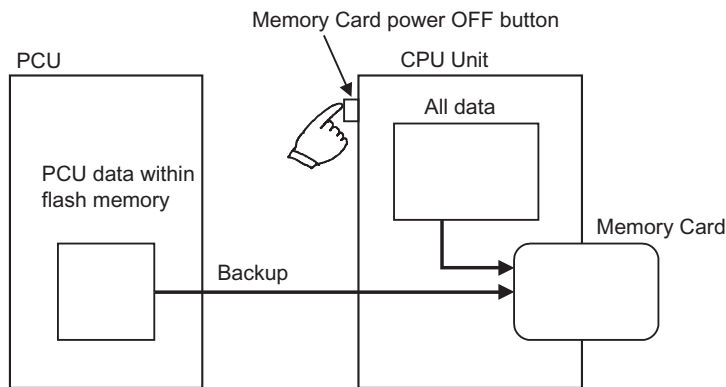 Memory Card power OFF button
PCU
CPU Unit
All data
PCU data within
flash memory
Memory Card
Backup